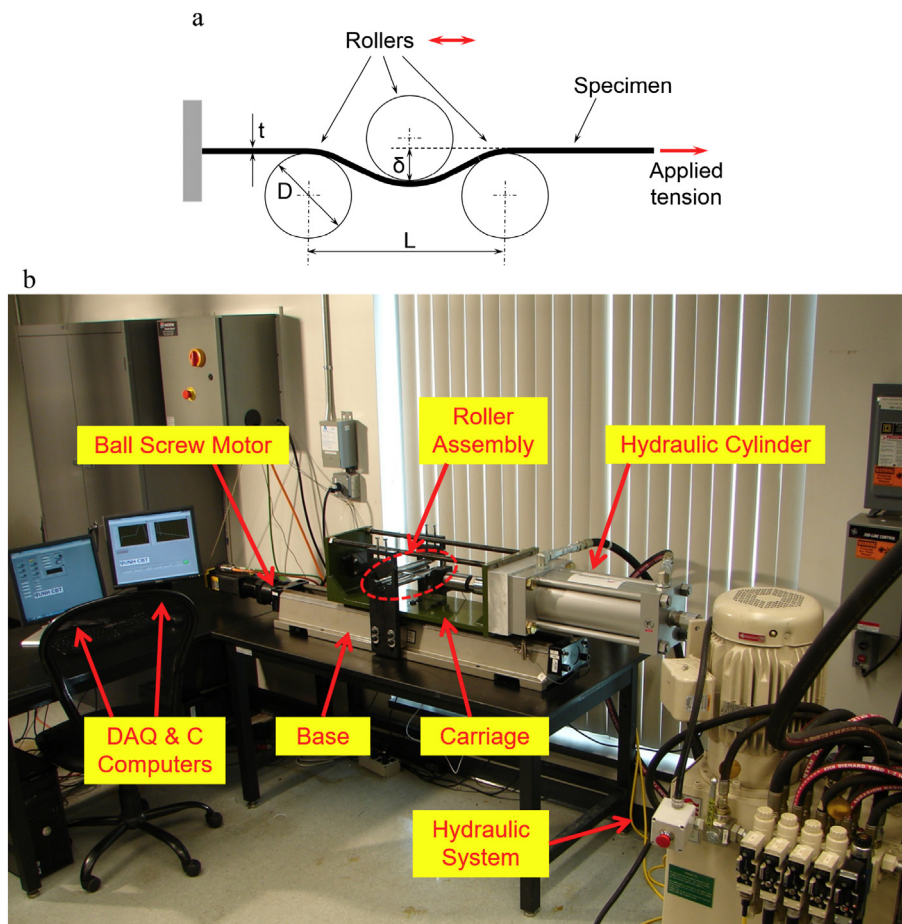 a
Rollers
Specimen
t
δ
D
Applied
tension
L
b
Roller
Assembly
Ball Screw Motor
Hydraulic Cylinder
DAQ & C
Computers
Base
Carriage
Hydraulic
System